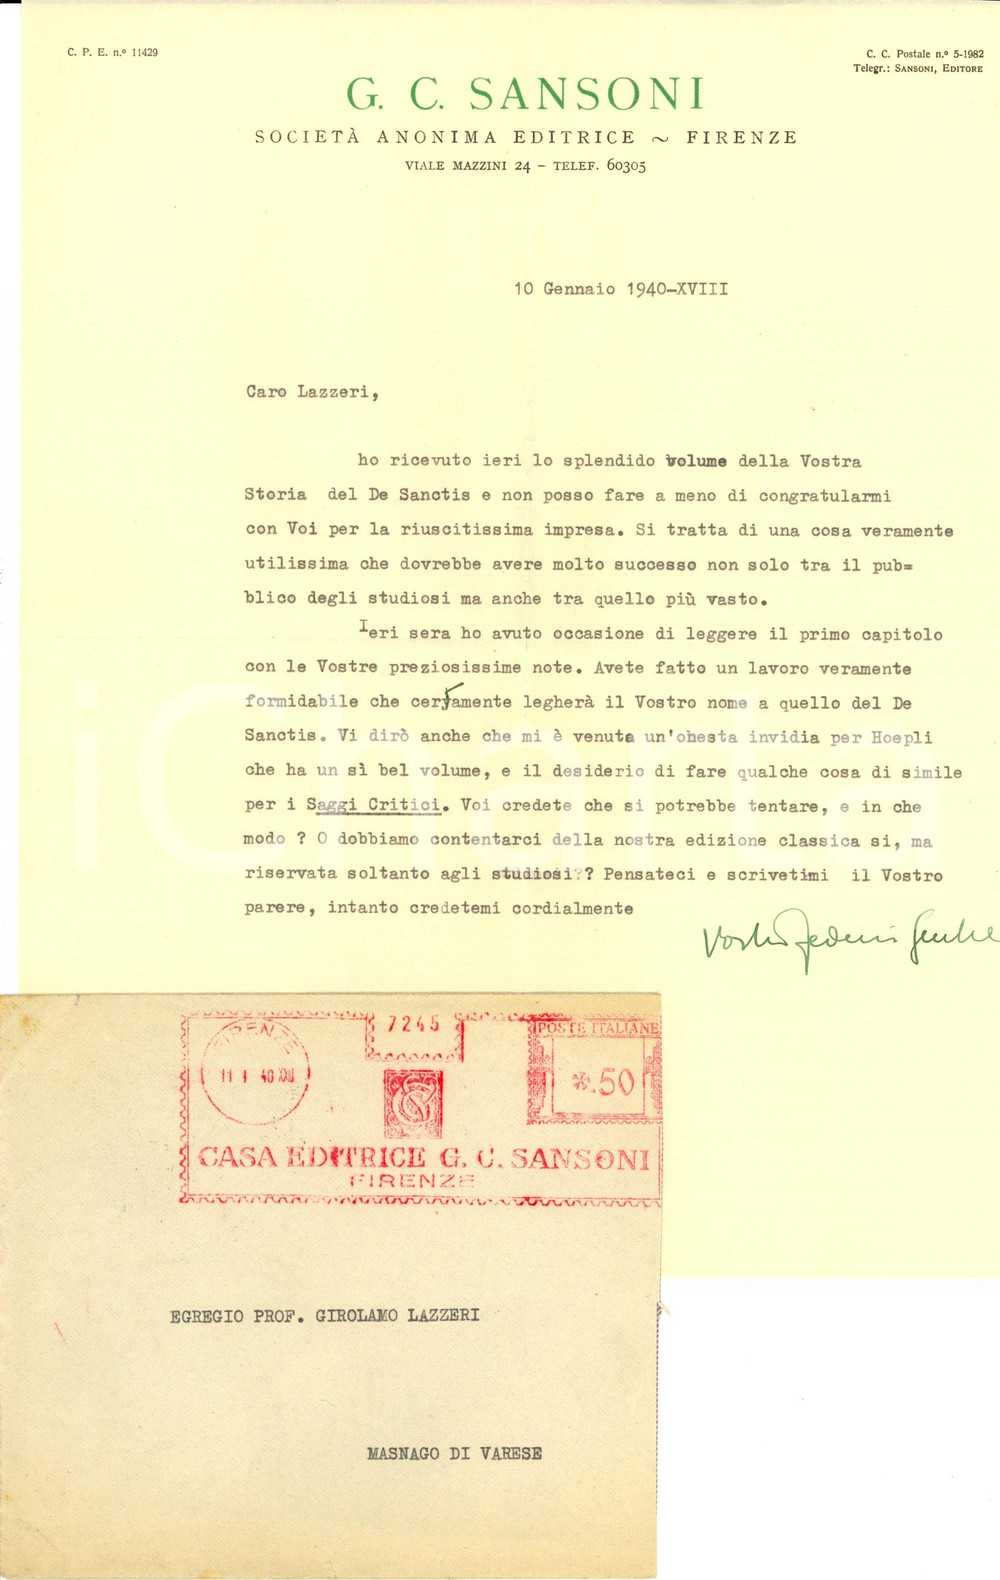 C. P. E. n.º 11429
C. C. Postale n.º 5-1982
Telegr.: SANSONI, EDITORE
G. C. SANSONI
SOCIETÀ ANONIMA EDITRICE ~ FIRENZE
VIALE MAZZINI 24 – TELEF. 60305
10 Gennaio 1940-XVIII
Caro Lazzeri,
ho ricevuto ieri lo splendido volume della Vostra
Storia del De Sanctis e non posso fare a meno di congratularmi
con Voi per la riuscitissima impresa. Si tratta di una cosa veramente
utilissima che dovrebbe avere molto successo non solo tra il pub=
blico degli studiosi ma anche tra quello più vasto.
Ieri sera ho avuto occasione di leggere il primo capitolo
con le Vostre preziosissime note. Avete fatto un lavoro veramente
formidabile che certamente legherà il Vostro nome a quello del De
Sanctis. Vi dirò anche che mi è venuta un'onesta invidia per Hoepli
che ha un sì bel volume, e il desiderio di fare qualche cosa di simile
per i Saggi Critici. Voi credete che si potrebbe tentare, e in che
modo ? O dobbiamo contentarci della nostra edizione classica si, ma
riservata soltanto agli studiosi ? Pensateci e scrivetimi il Vostro
parere, intanto credetemi cordialmente
Vostro Federico Gentile
iCharta
7245
POSTE ITALIANE
FIRENZE
11 1 40 XVIII
.50
CASA EDITRICE G. C. SANSONI
FIRENZE
EGREGIO PROF. GIROLAMO LAZZERI
MASNAGO DI VARESE